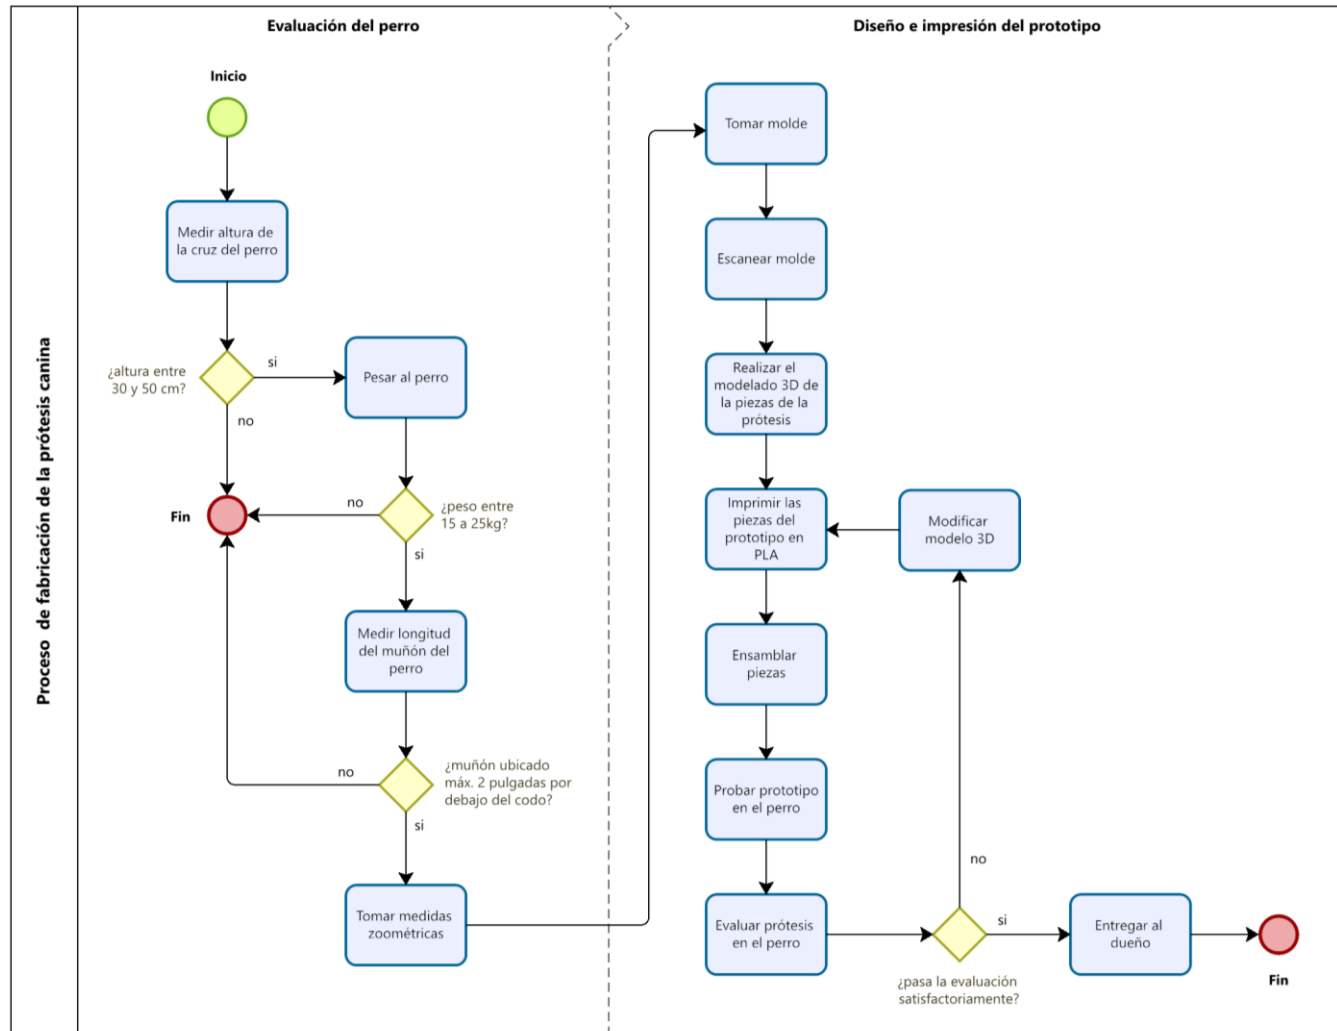 Proceso de fabricación de la prótesis canina
Evaluación del perro
Inicio
Medir altura de
la cruz del perro
¿altura entre
30 y 50 cm?
si
no
Pesar al perro
Fin
no
¿peso entre
15 a 25kg?
si
Medir longitud
del muñón del
perro
no
¿muñón ubicado
máx. 2 pulgadas por
debajo del codo?
si
Tomar medidas
zoométricas
Diseño e impresión del prototipo
Tomar molde
Escanear molde
Realizar el
modelado 3D de
la piezas de la
prótesis
Imprimir las
piezas del
prototipo en
PLA
Modificar
modelo 3D
Ensamblar
piezas
Probar prototipo
en el perro
Evaluar prótesis
en el perro
no
si
¿pasa la evaluación
satisfactoriamente?
Entregar al
dueño
Fin